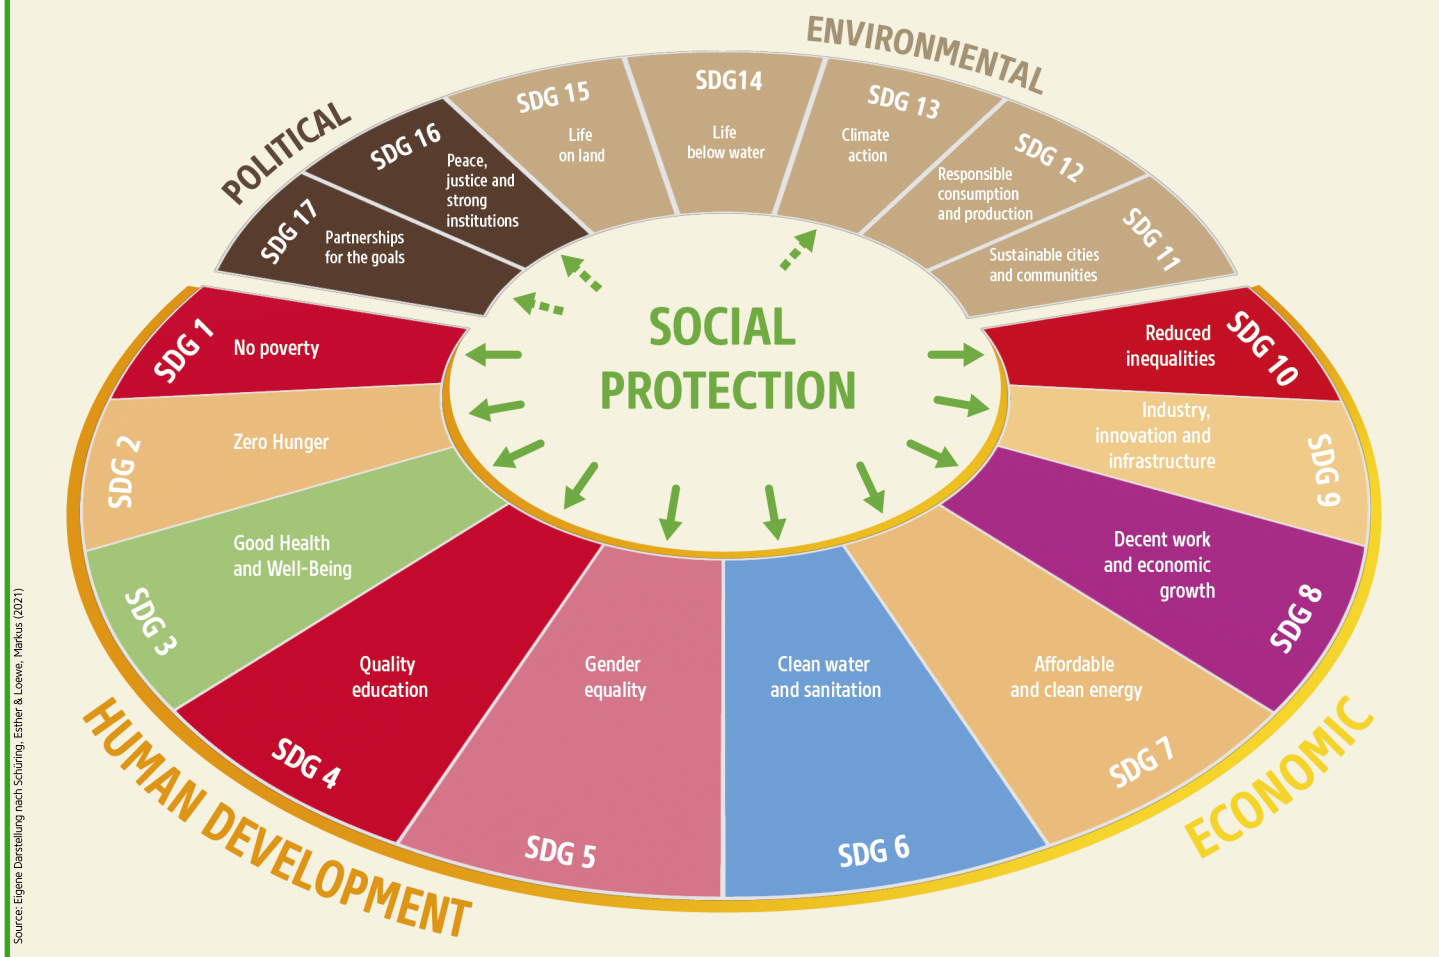 ENVIRONMENTAL
POLITICAL
SDG 17
Partnerships
for the goals
SDG 16
Peace,
justice and
strong
institutions
SDG 15
Life
on land
SDG14
Life
below water
SDG 13
Climate
action
SDG 12
Responsible
consumption
and production
SDG 11
Sustainable cities
and communities
SOCIAL
PROTECTION
SDG 1
No poverty
SDG 2
Zero Hunger
SDG 3
Good Health
and Well-Being
SDG 4
Quality
education
SDG 5
Gender
equality
SDG 6
Clean water
and sanitation
SDG 7
Affordable
and clean energy
SDG 8
Decent work
and economic
growth
SDG 9
Industry,
innovation and
infrastructure
SDG 10
Reduced
inequalities
HUMAN DEVELOPMENT
ECONOMIC
Source: Eigene Darstellung nach Schüring, Esther & Loewe, Markus (2021)